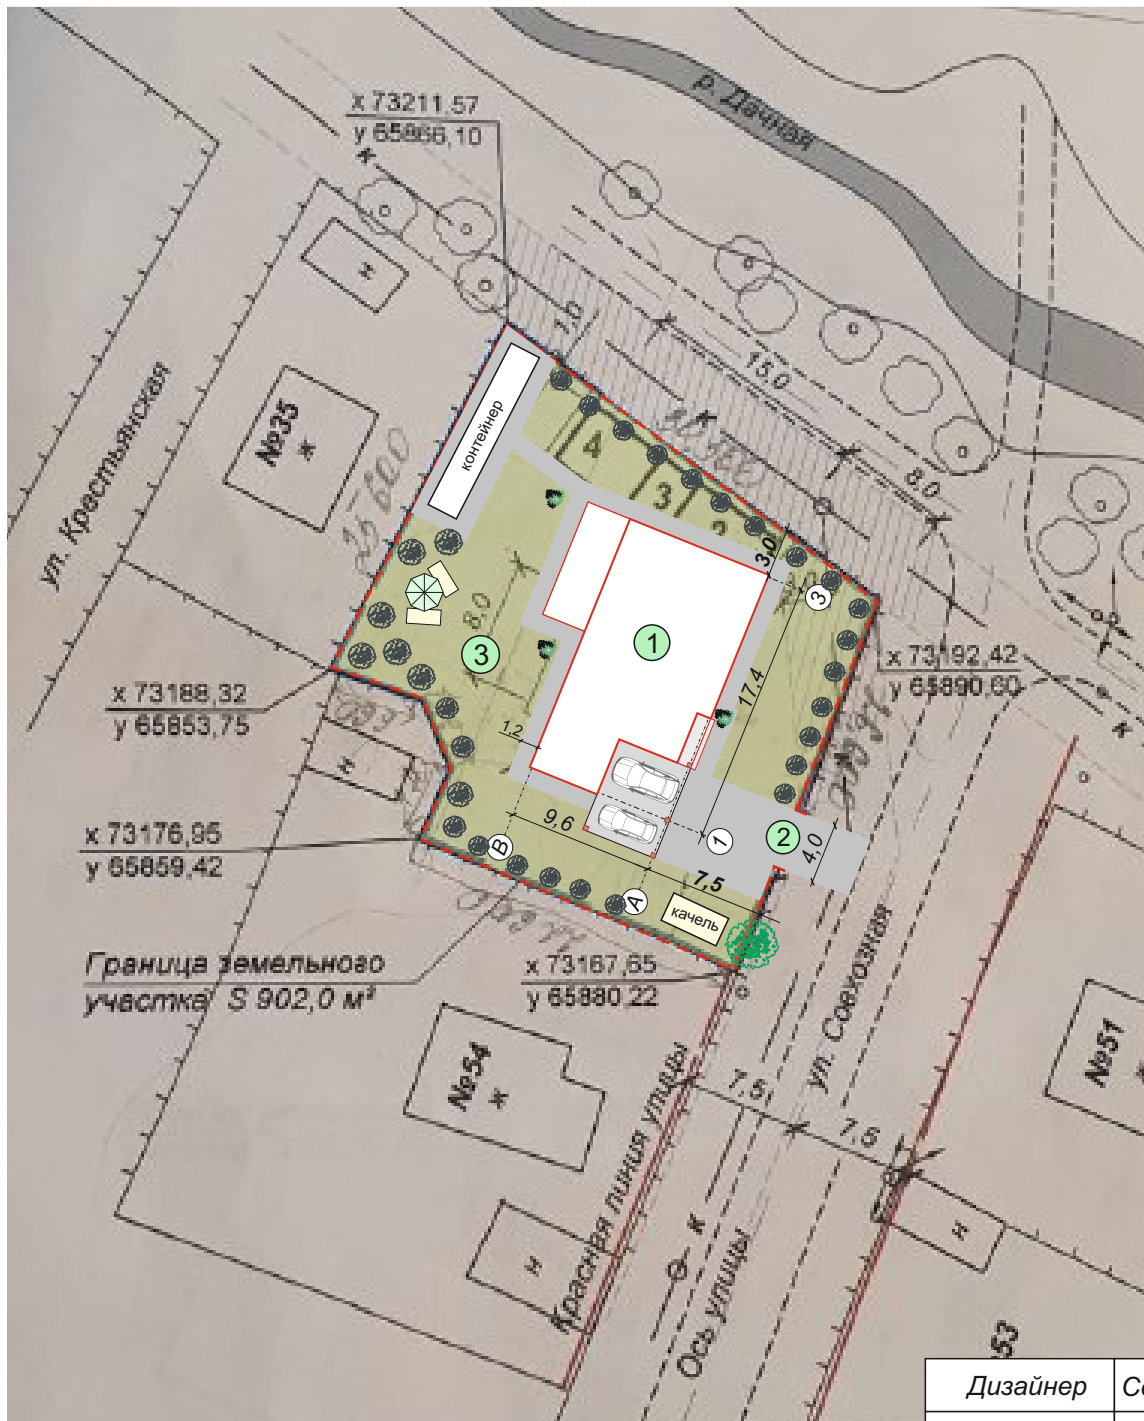 р. Дачная
х 73211,57
у 65866,10
к
н
№35
ж
ул. Крестьянская
контейнер
1,0
15,0
8,0
к
4
3
2
3,0
3
8.0
3
1
17,4
х 73192,42
у 65890,60
к
х 73188,32
у 65853,75
1,2
н
9,6
В
А
1
2
4,0
7,5
качель
х 73176,95
у 65859,42
Граница земельного
участка S 902,0 м²
х 73167,65
у 65880,22
ул. Совхозная
№54
ж
№51
ж
7,5
7,5
Красная линия улицы
Ось улицы
к
н
н
53
Дизайнер